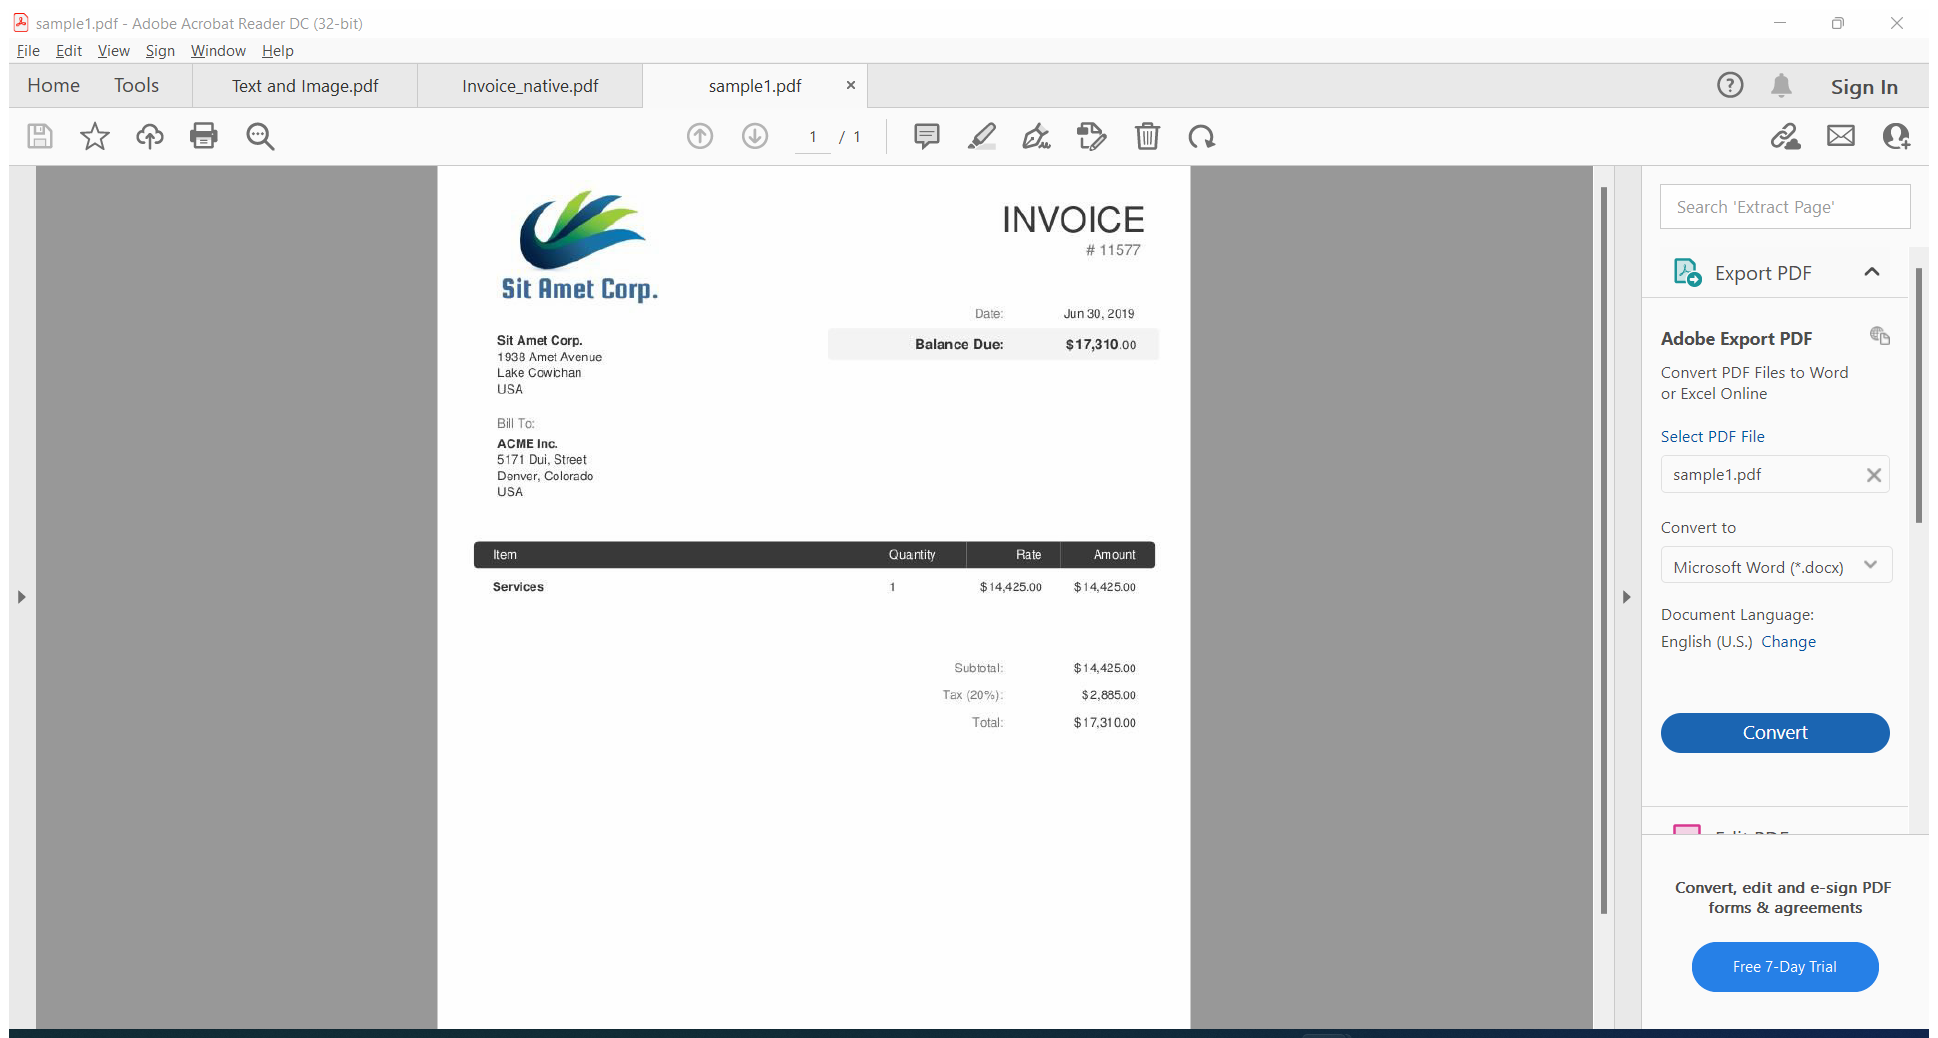 sample1.pdf - Adobe Acrobat Reader DC (32-bit)
File Edit View Sign Window Help
Home Tools Text and Image.pdf Invoice_native.pdf sample1.pdf × Sign In
1 / 1
Sit Amet Corp.
INVOICE
# 11577
Date: Jun 30, 2019
Balance Due: $17,310.00
Sit Amet Corp.
1938 Amet Avenue
Lake Cowichan
USA
Bill To:
ACME Inc.
5171 Dui, Street
Denver, Colorado
USA
Item Quantity Rate Amount
Services 1 $14,425.00 $14,425.00
Subtotal: $14,425.00
Tax (20%): $2,885.00
Total: $17,310.00
Search 'Extract Page'
Export PDF
Adobe Export PDF
Convert PDF Files to Word
or Excel Online
Select PDF File
sample1.pdf
Convert to
Microsoft Word (*.docx)
Document Language:
English (U.S.) Change
Convert
Edit PDF
Convert, edit and e-sign PDF
forms & agreements
Free 7-Day Trial